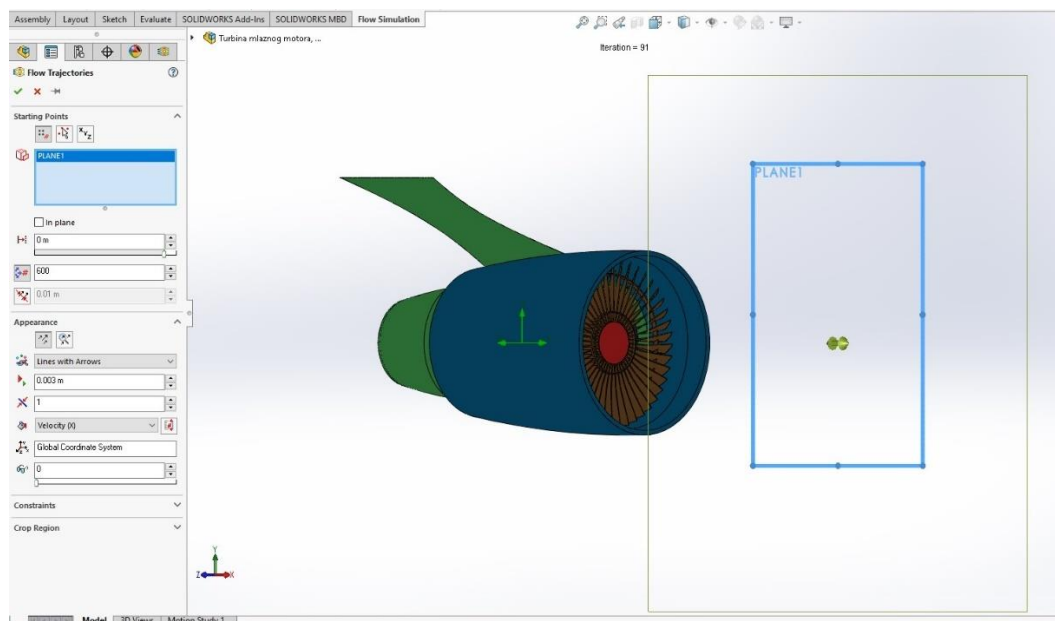 Assembly Layout Sketch Evaluate SOLIDWORKS Add-Ins SOLIDWORKS MBD Flow Simulation
Turbina mlaznog motora, ...
Iteration = 91
Flow Trajectories
Starting Points
X Y Z
PLANE1
In plane
0 m
600
0.01 m
Appearance
Lines with Arrows
0.003 m
1
Velocity (X)
Global Coordinate System
0
Constraints
Crop Region
PLANE1
Y
Z X
Model 3D Views Motion Study 1